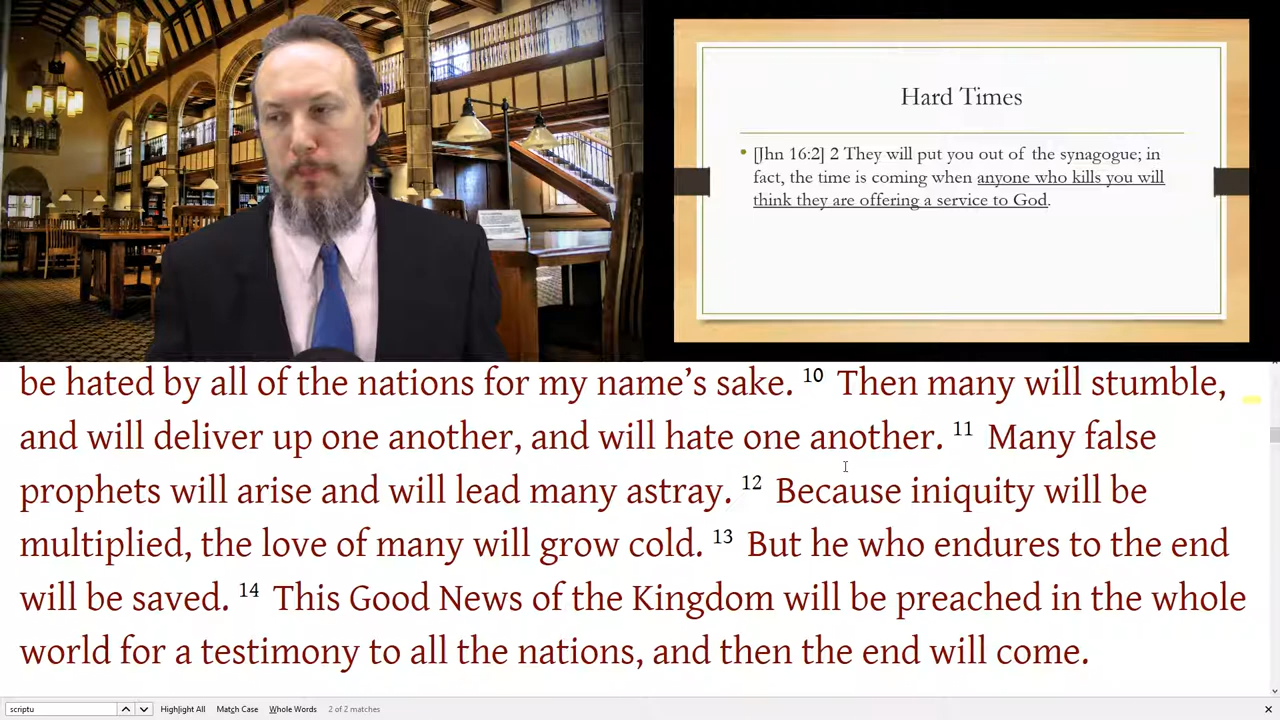 Hard Times
• [Jhn 16:2] 2 They will put you out of the synagogue; in
fact, the time is coming when anyone who kills you will
think they are offering a service to God.
be hated by all of the nations for my name’s sake. 10 Then many will stumble,
and will deliver up one another, and will hate one another. 11 Many false
prophets will arise and will lead many astray. 12 Because iniquity will be
multiplied, the love of many will grow cold. 13 But he who endures to the end
will be saved. 14 This Good News of the Kingdom will be preached in the whole
world for a testimony to all the nations, and then the end will come.
scriptu Highlight All Match Case Whole Words 2 of 2 matches